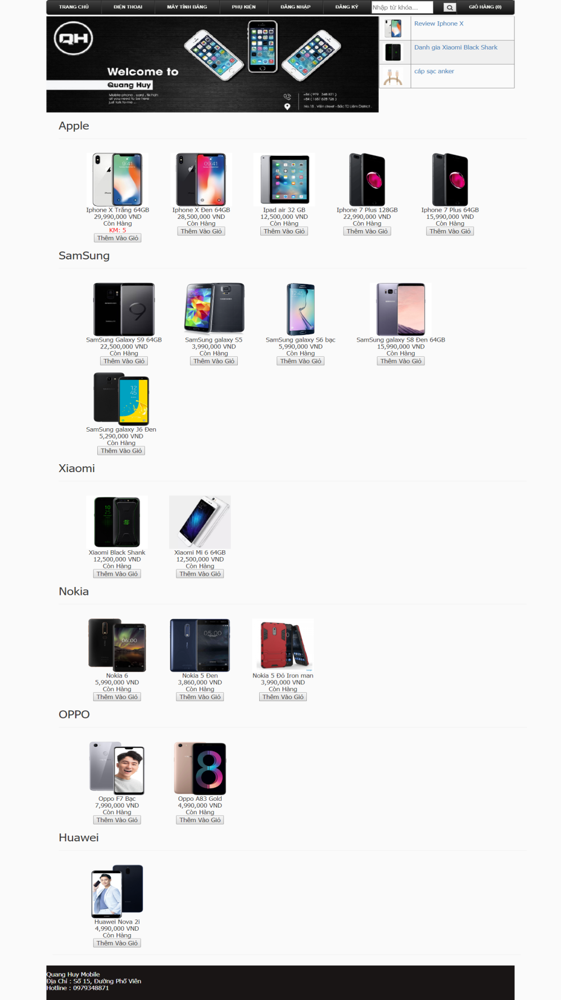 TRANG CHỦ
ĐIỆN THOẠI
MÁY TÍNH BẢNG
PHỤ KIỆN
ĐĂNG NHẬP
ĐĂNG KÝ
Nhập từ khóa...
GIỎ HÀNG (0)
QH
Welcome to
Quang Huy
all you need to be here
just talk to me ...
No.18 , Viên street - Bắc Từ Liêm District .
Review Iphone X
Danh gia Xiaomi Black Shark
cáp sạc anker
Apple
Iphone X Trắng 64GB
29,990,000 VND
Còn Hàng
KM: 5
Thêm Vào Giỏ
Iphone X Đen 64GB
28,500,000 VND
Còn Hàng
Thêm Vào Giỏ
Ipad air 32 GB
12,500,000 VND
Còn Hàng
Thêm Vào Giỏ
Iphone 7 Plus 128GB
22,990,000 VND
Còn Hàng
Thêm Vào Giỏ
Iphone 7 Plus 64GB
15,990,000 VND
Còn Hàng
Thêm Vào Giỏ
SamSung
SamSung Galaxy S9 64GB
22,500,000 VND
Còn Hàng
Thêm Vào Giỏ
SamSung galaxy S5
3,990,000 VND
Còn Hàng
Thêm Vào Giỏ
SamSung galaxy S6 bạc
5,990,000 VND
Còn Hàng
Thêm Vào Giỏ
SamSung galaxy S8 Đen 64GB
15,990,000 VND
Còn Hàng
Thêm Vào Giỏ
SamSung galaxy J6 Đen
5,290,000 VND
Còn Hàng
Thêm Vào Giỏ
Xiaomi
Xiaomi Black Shank
12,500,000 VND
Còn Hàng
Thêm Vào Giỏ
Xiaomi Mi 6 64GB
12,500,000 VND
Còn Hàng
Thêm Vào Giỏ
Nokia
Nokia 6
5,990,000 VND
Còn Hàng
Thêm Vào Giỏ
Nokia 5 Đen
3,860,000 VND
Còn Hàng
Thêm Vào Giỏ
Nokia 5 Đỏ Iron man
3,990,000 VND
Còn Hàng
Thêm Vào Giỏ
OPPO
Oppo F7 Bạc
7,990,000 VND
Còn Hàng
Thêm Vào Giỏ
Oppo A83 Gold
4,990,000 VND
Còn Hàng
Thêm Vào Giỏ
Huawei
Huawei Nova 2i
4,990,000 VND
Còn Hàng
Thêm Vào Giỏ
Quang Huy Mobile
Địa Chỉ : Số 15, Đường Phố Viên
Hotline : 0979348871